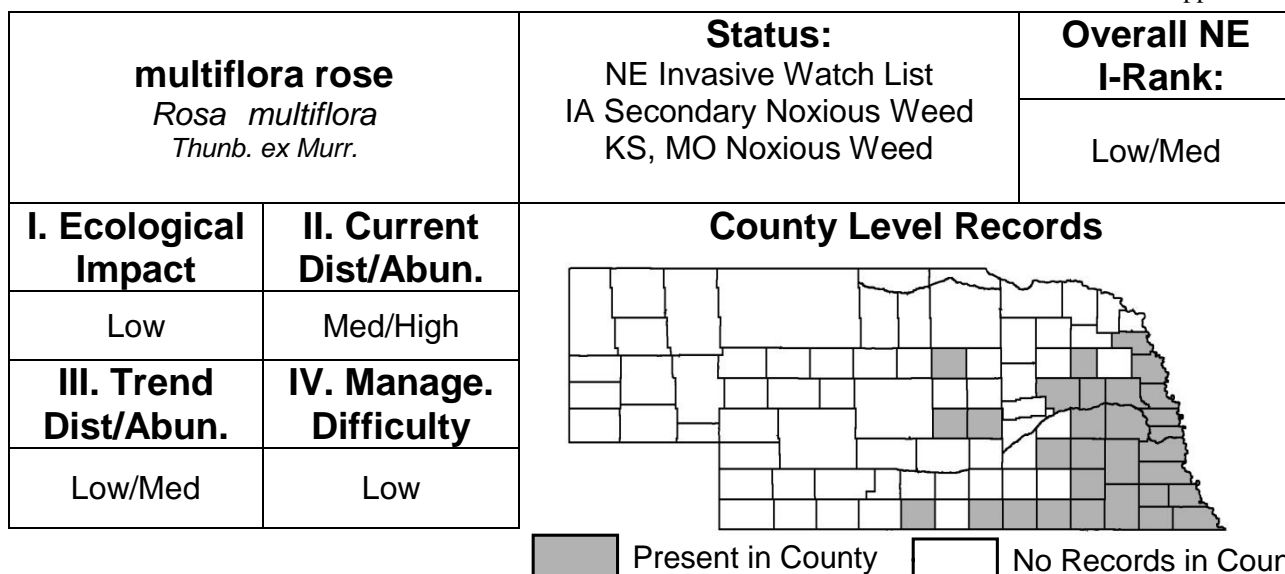 multiflora rose
Rosa multiflora
Thunb. ex Murr.
Status:
NE Invasive Watch List
IA Secondary Noxious Weed
KS, MO Noxious Weed
Overall NE
I-Rank:
Low/Med
I. Ecological
Impact
II. Current
Dist/Abun.
Low
Med/High
III. Trend
Dist/Abun.
IV. Manage.
Difficulty
Low/Med
Low
County Level Records
Present in County
No Records in Coun